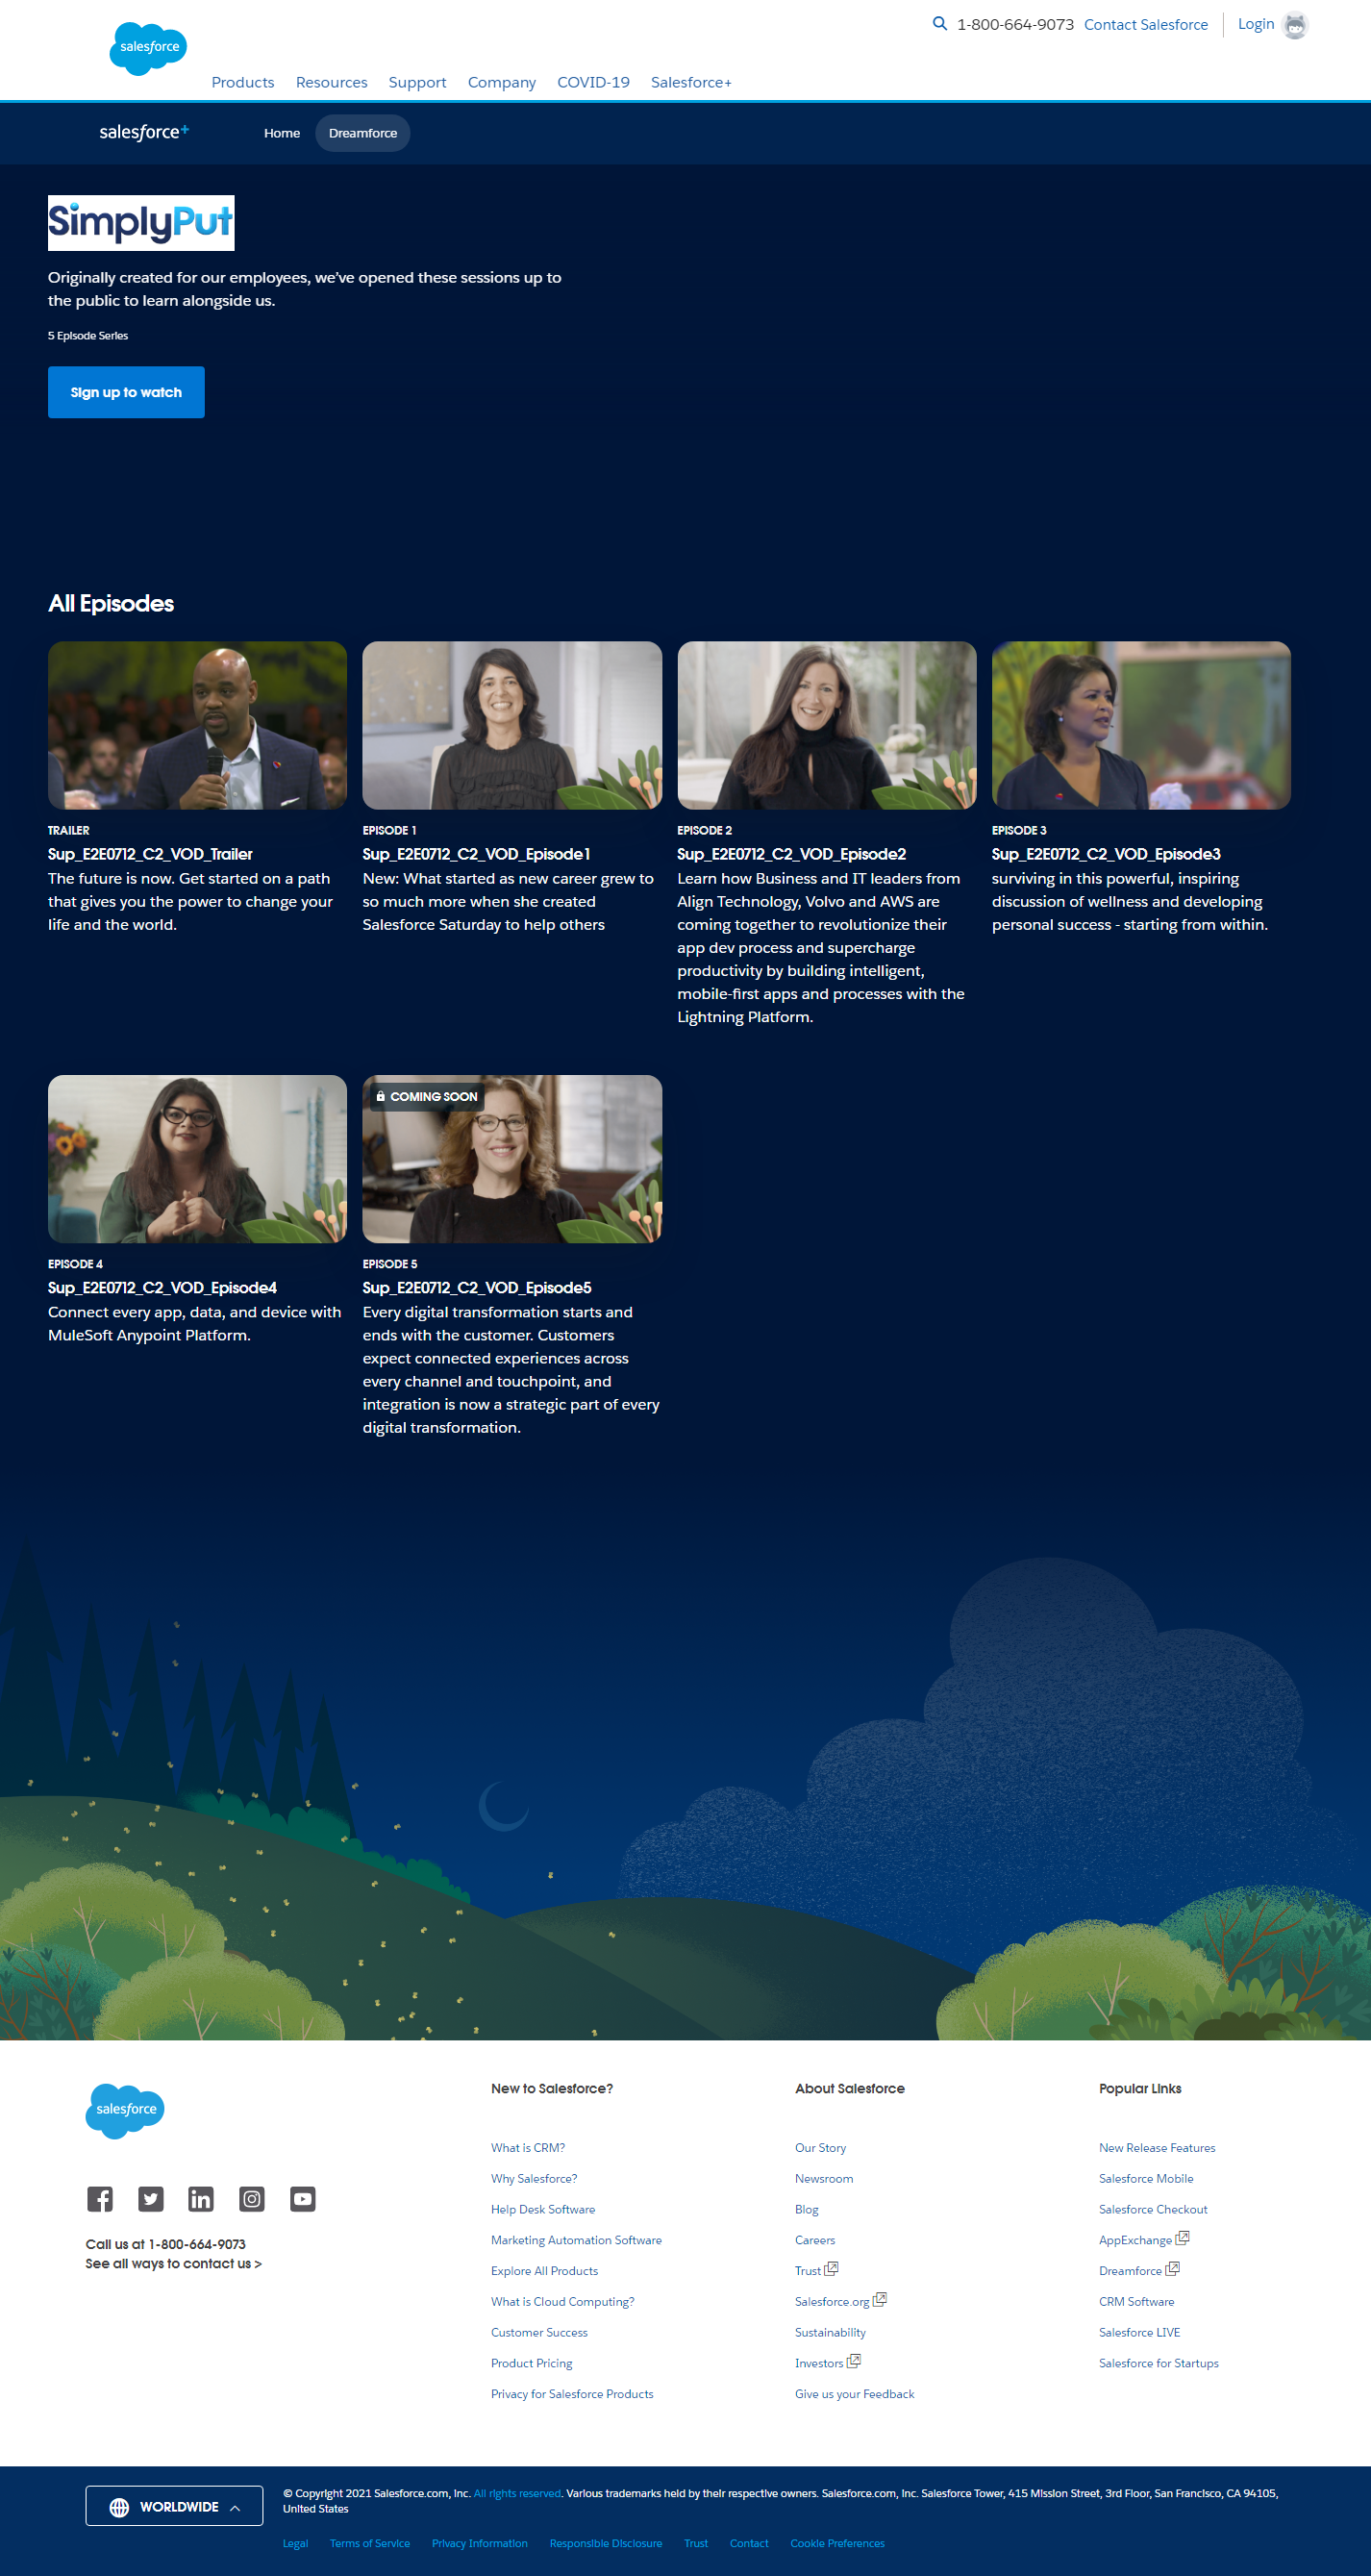 1-800-664-9073 Contact Salesforce Login
salesforce
Products Resources Support Company COVID-19 Salesforce+
salesforce+ Home Dreamforce
SimplyPut
Originally created for our employees, we've opened these sessions up to
the public to learn alongside us.
5 Episode Series
Sign up to watch
All Episodes
TRAILER
Sup_E2E0712_C2_VOD_Trailer
The future is now. Get started on a path
that gives you the power to change your
life and the world.
EPISODE 1
Sup_E2E0712_C2_VOD_Episode1
New: What started as new career grew to
so much more when she created
Salesforce Saturday to help others
EPISODE 2
Sup_E2E0712_C2_VOD_Episode2
Learn how Business and IT leaders from
Align Technology, Volvo and AWS are
coming together to revolutionize their
app dev process and supercharge
productivity by building intelligent,
mobile-first apps and processes with the
Lightning Platform.
EPISODE 3
Sup_E2E0712_C2_VOD_Episode3
surviving in this powerful, inspiring
discussion of wellness and developing
personal success - starting from within.
EPISODE 4
Sup_E2E0712_C2_VOD_Episode4
Connect every app, data, and device with
MuleSoft Anypoint Platform.
COMING SOON
EPISODE 5
Sup_E2E0712_C2_VOD_Episode5
Every digital transformation starts and
ends with the customer. Customers
expect connected experiences across
every channel and touchpoint, and
integration is now a strategic part of every
digital transformation.
salesforce
Call us at 1-800-664-9073
See all ways to contact us >
New to Salesforce?
What is CRM?
Why Salesforce?
Help Desk Software
Marketing Automation Software
Explore All Products
What is Cloud Computing?
Customer Success
Product Pricing
Privacy for Salesforce Products
About Salesforce
Our Story
Newsroom
Blog
Careers
Trust
Salesforce.org
Sustainability
Investors
Give us your Feedback
Popular Links
New Release Features
Salesforce Mobile
Salesforce Checkout
AppExchange
Dreamforce
CRM Software
Salesforce LIVE
Salesforce for Startups
WORLDWIDE
© Copyright 2021 Salesforce.com, inc. All rights reserved. Various trademarks held by their respective owners. Salesforce.com, inc. Salesforce Tower, 415 Mission Street, 3rd Floor, San Francisco, CA 94105,
United States
Legal Terms of Service Privacy Information Responsible Disclosure Trust Contact Cookie Preferences